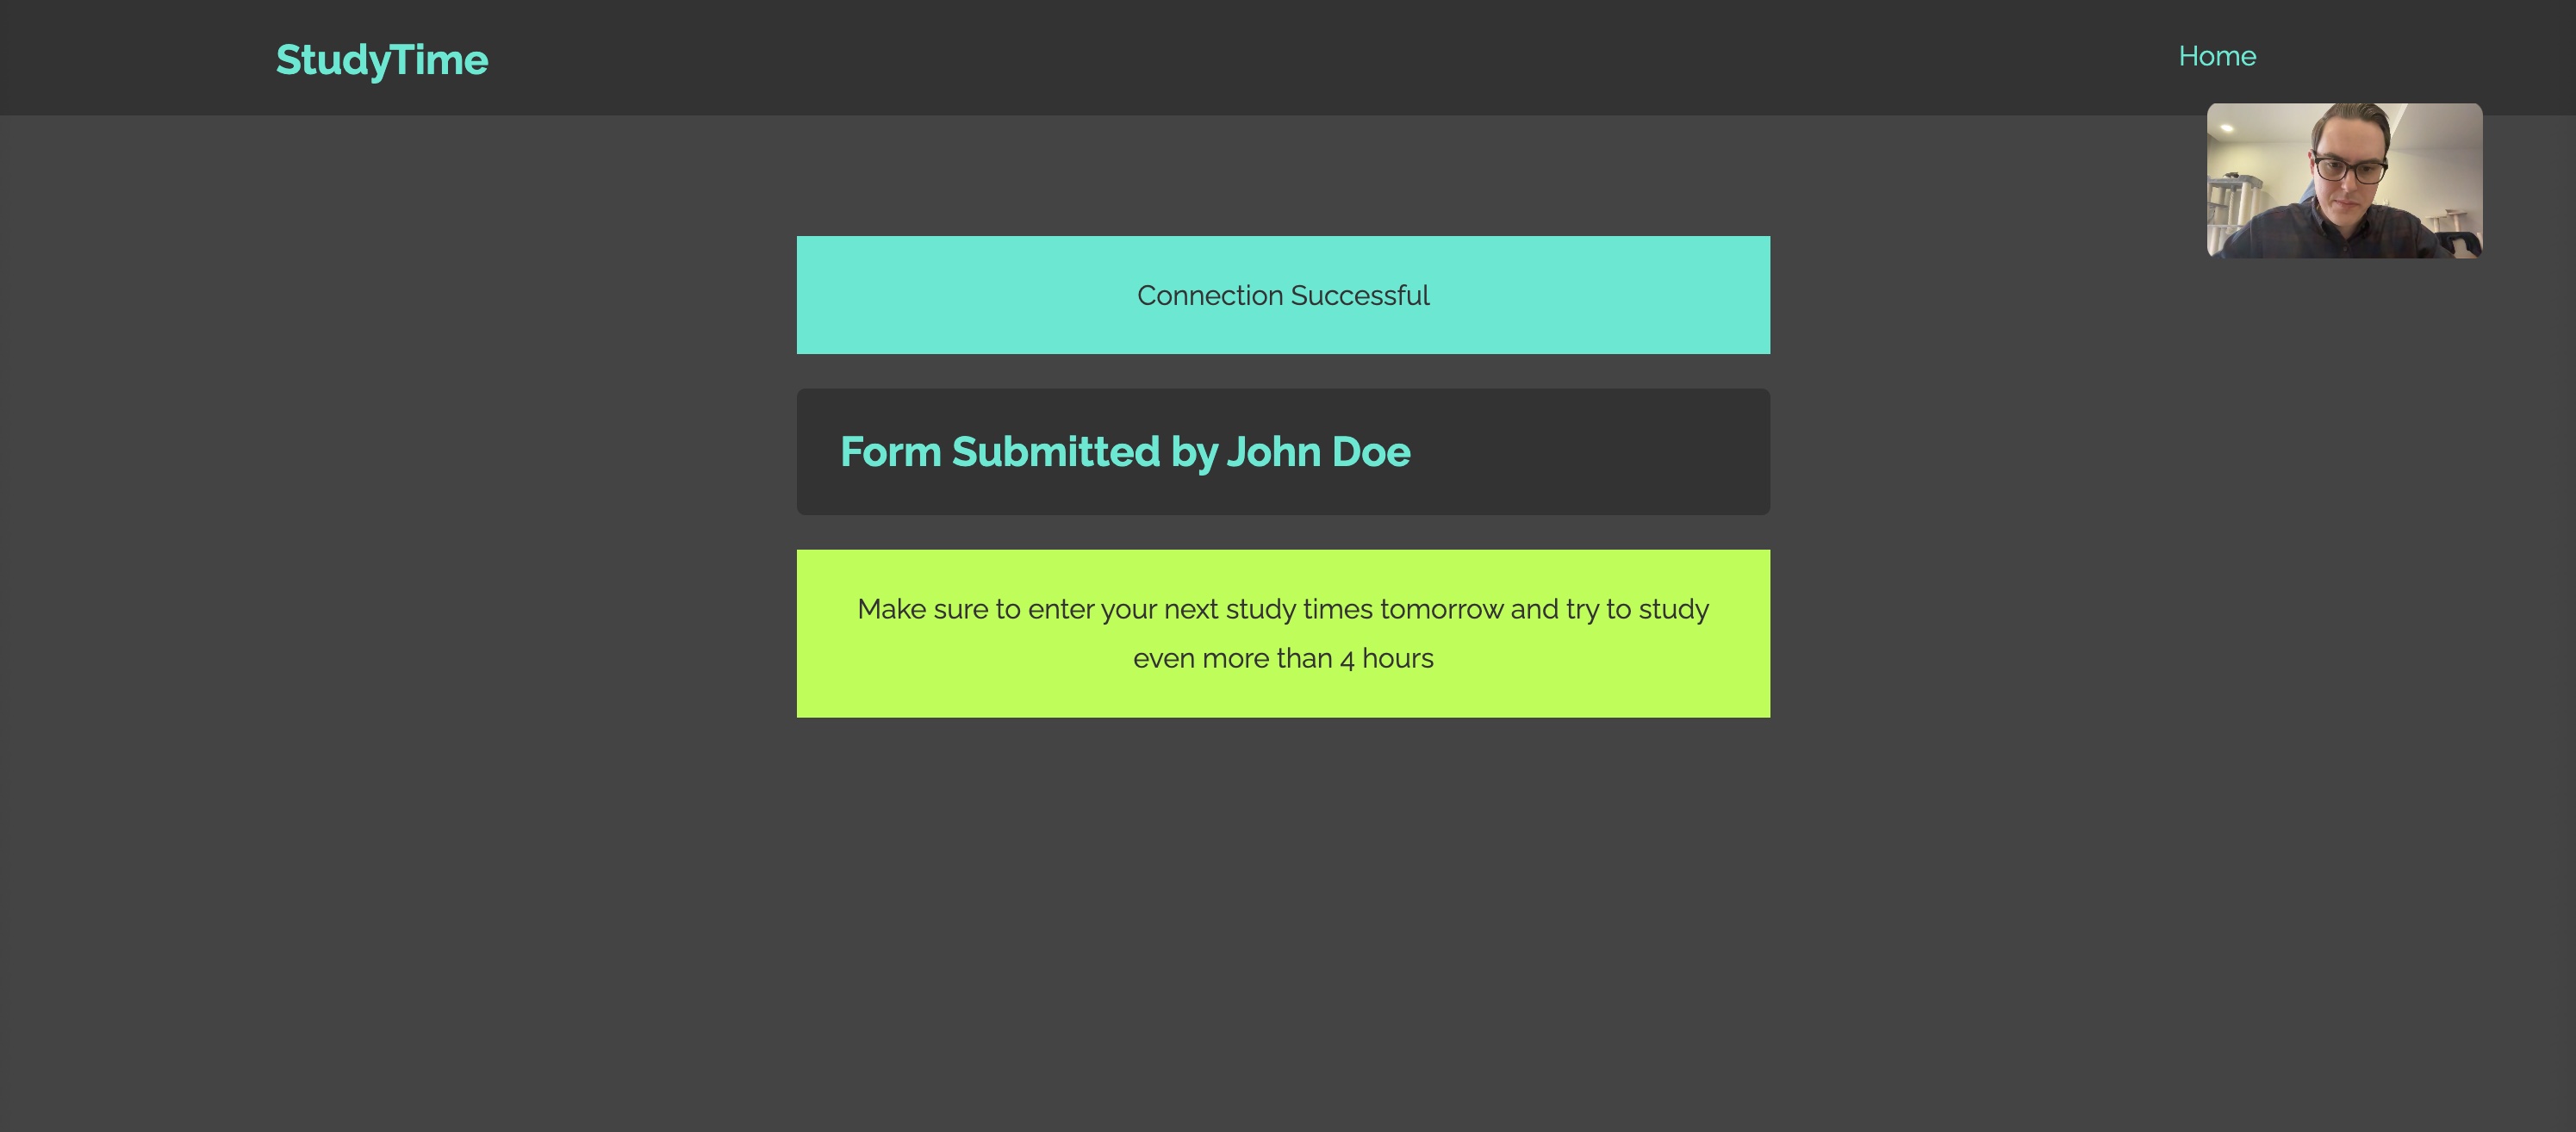 StudyTime
Home
Connection Successful
Form Submitted by John Doe
Make sure to enter your next study times tomorrow and try to study
even more than 4 hours